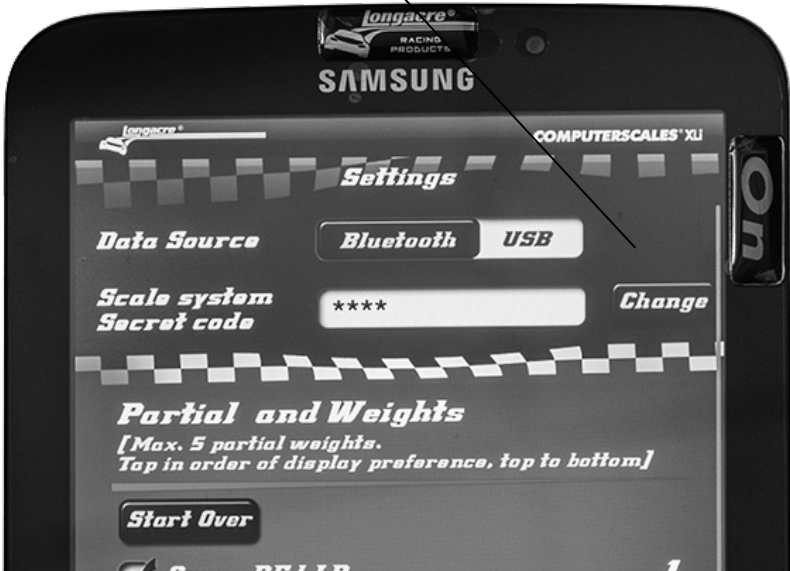 Longacre®
RACING
PRODUCTS
SAMSUNG
Longacre®
COMPUTERSCALES® XLi
On
Settings
Data Source
Bluetooth
USB
Scale system
Secret code
****
Change
Partial and Weights
[Max. 5 partial weights.
Tap in order of display preference, top to bottom]
Start Over
1